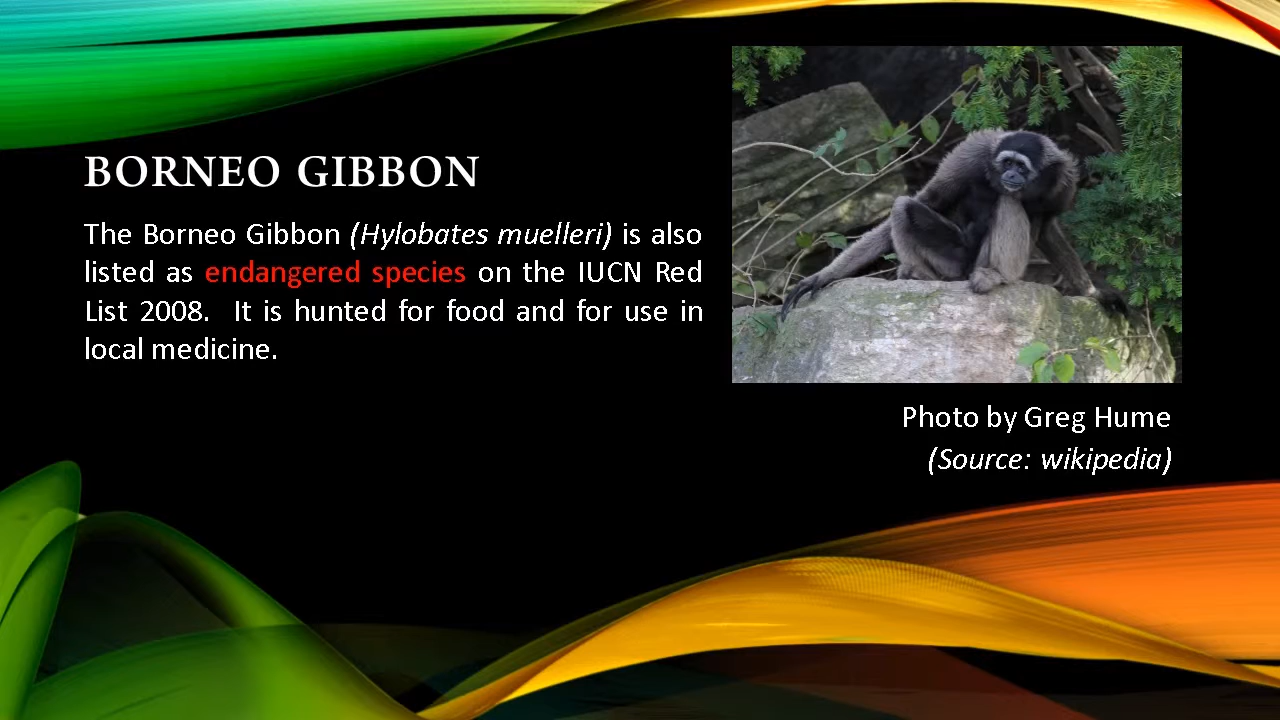 BORNEO GIBBON
The Borneo Gibbon (Hylobates muelleri) is also
listed as endangered species on the IUCN Red
List 2008. It is hunted for food and for use in
local medicine.
Photo by Greg Hume
(Source: wikipedia)